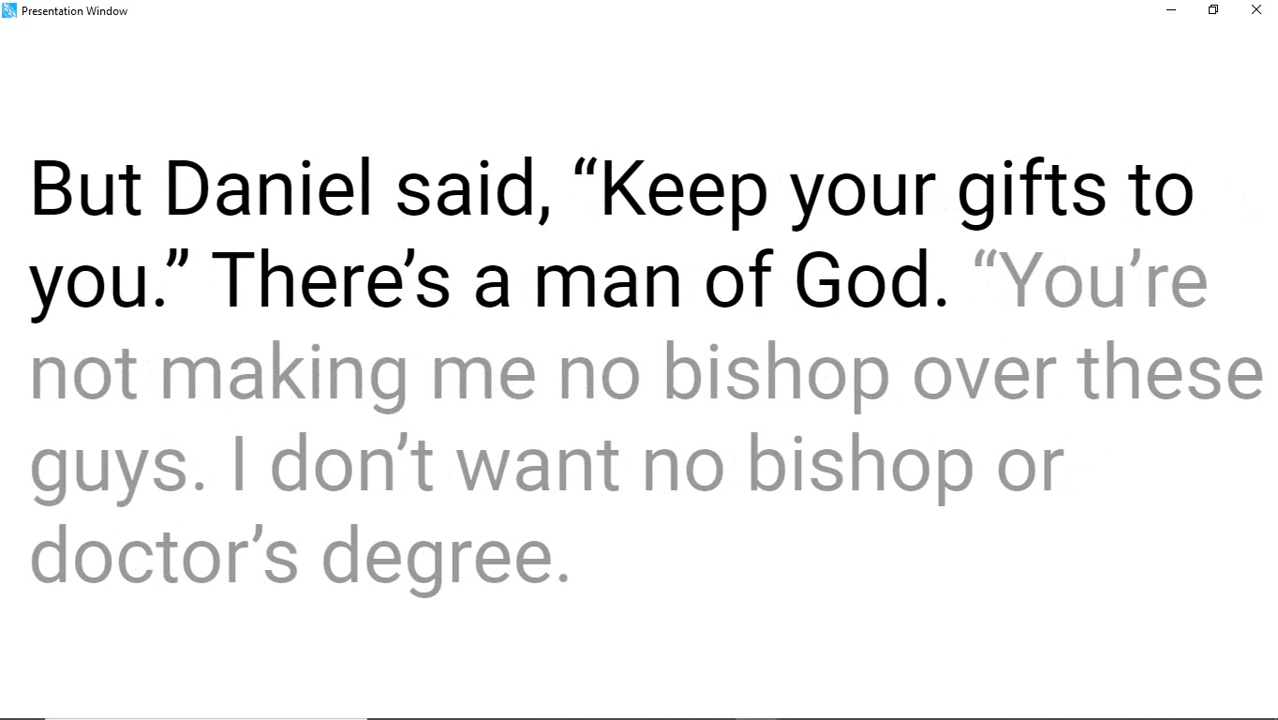 Presentation Window
But Daniel said, “Keep your gifts to
you.” There’s a man of God. “You’re
not making me no bishop over these
guys. I don’t want no bishop or
doctor’s degree.